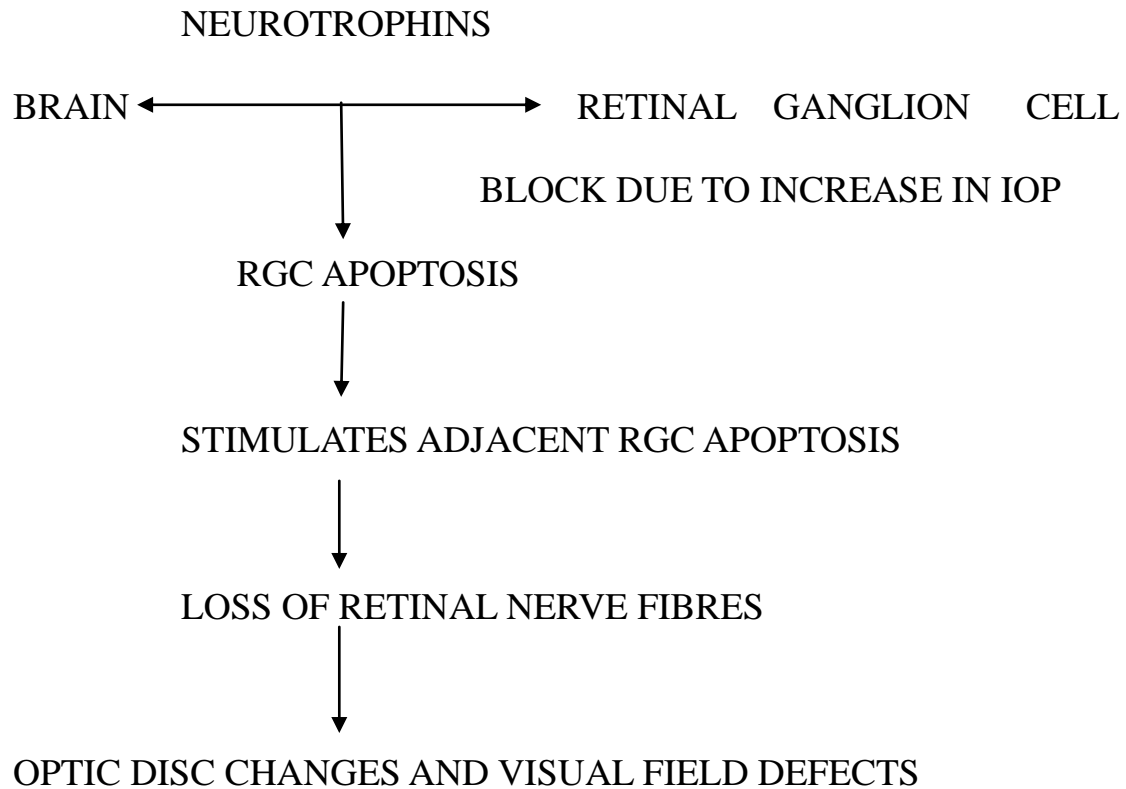 NEUROTROPHINS
BRAIN RETINAL GANGLION CELL
BLOCK DUE TO INCREASE IN IOP
RGC APOPTOSIS
STIMULATES ADJACENT RGC APOPTOSIS
LOSS OF RETINAL NERVE FIBRES
OPTIC DISC CHANGES AND VISUAL FIELD DEFECTS